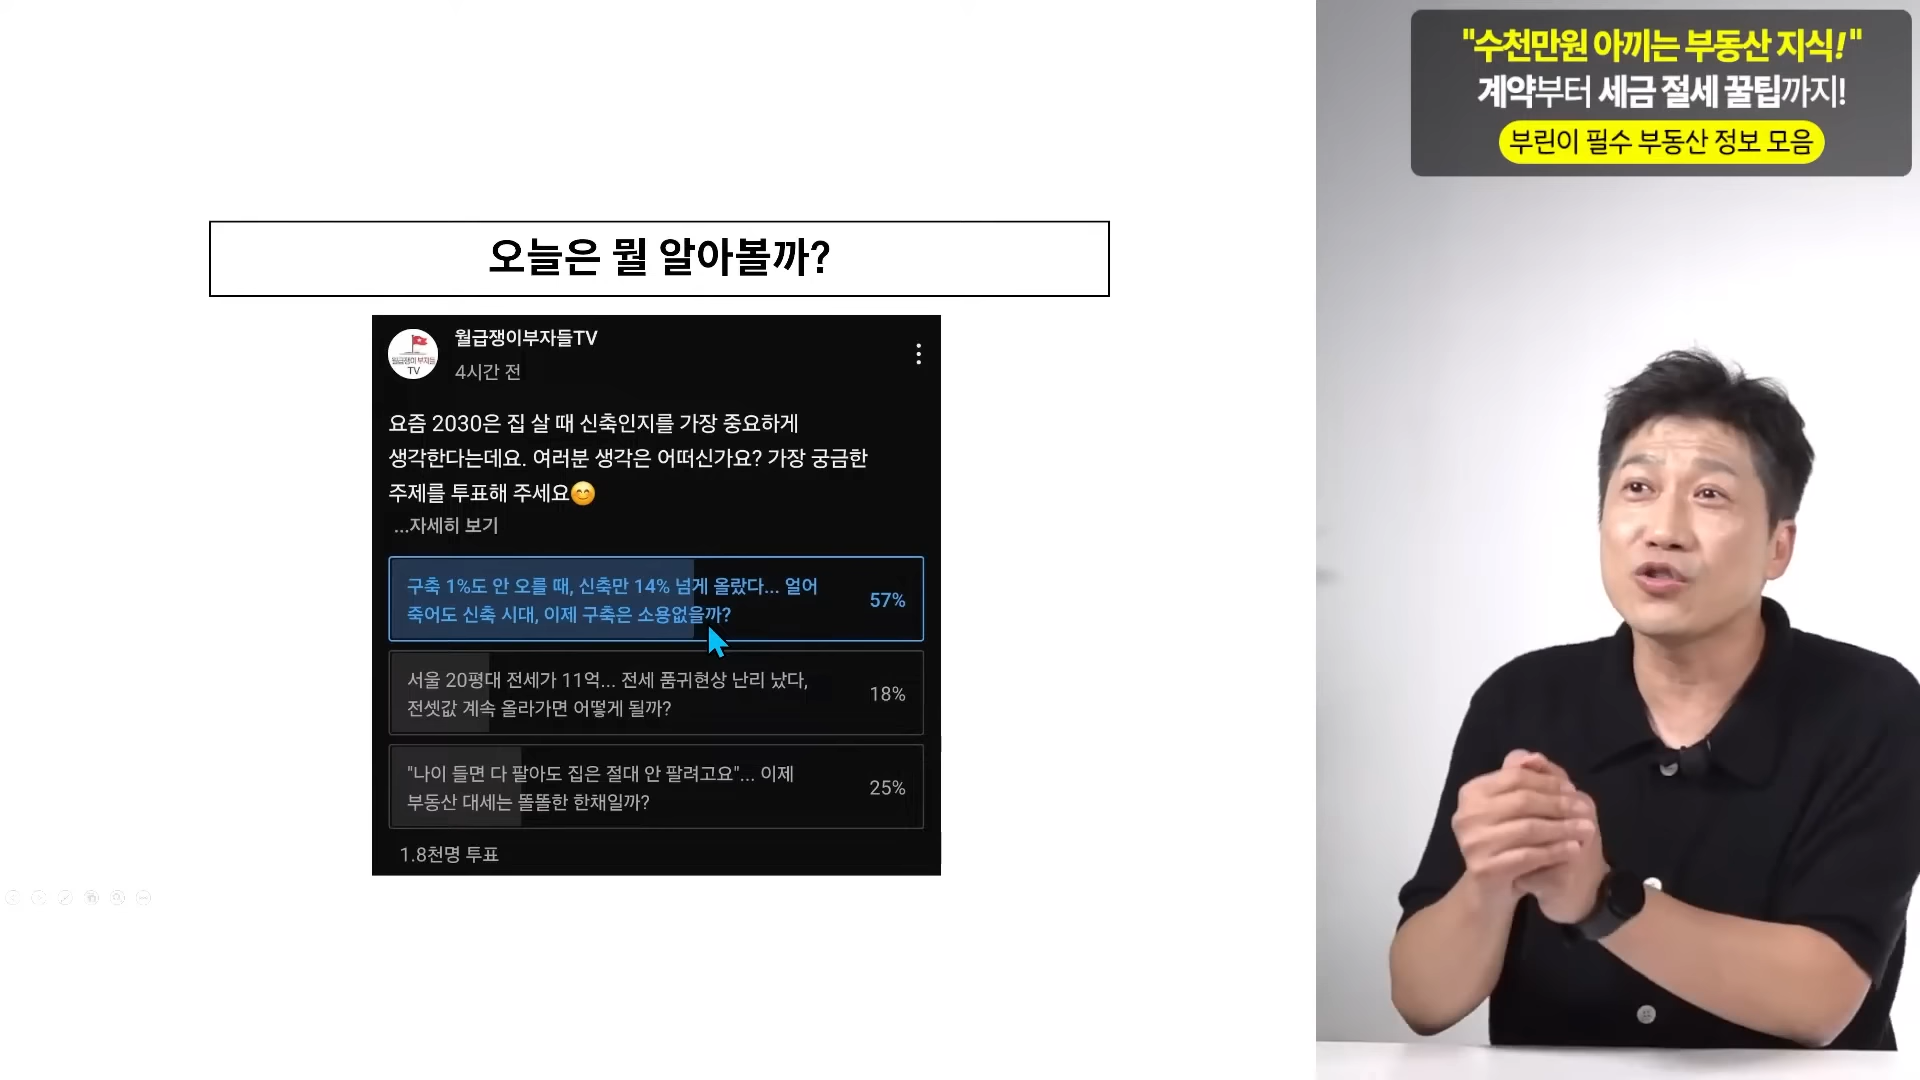 "수천만원 아끼는 부동산 지식!"
계약부터 세금 절세 꿀팁까지!
부린이 필수 부동산 정보 모음
오늘은 뭘 알아볼까?
월급쟁이부자들TV
4시간 전
월급쟁이부자들
TV
요즘 2030은 집 살 때 신축인지를 가장 중요하게
생각한다는데요. 여러분 생각은 어떠신가요? 가장 궁금한
주제를 투표해 주세요😊
...자세히 보기
구축 1%도 안 오를 때, 신축만 14% 넘게 올랐다... 얼어
죽어도 신축 시대, 이제 구축은 소용없을까?
57%
서울 20평대 전세가 11억... 전세 품귀현상 난리 났다,
전셋값 계속 올라가면 어떻게 될까?
18%
"나이 들면 다 팔아도 집은 절대 안 팔려고요"... 이제
부동산 대세는 똘똘한 한채일까?
25%
1.8천명 투표